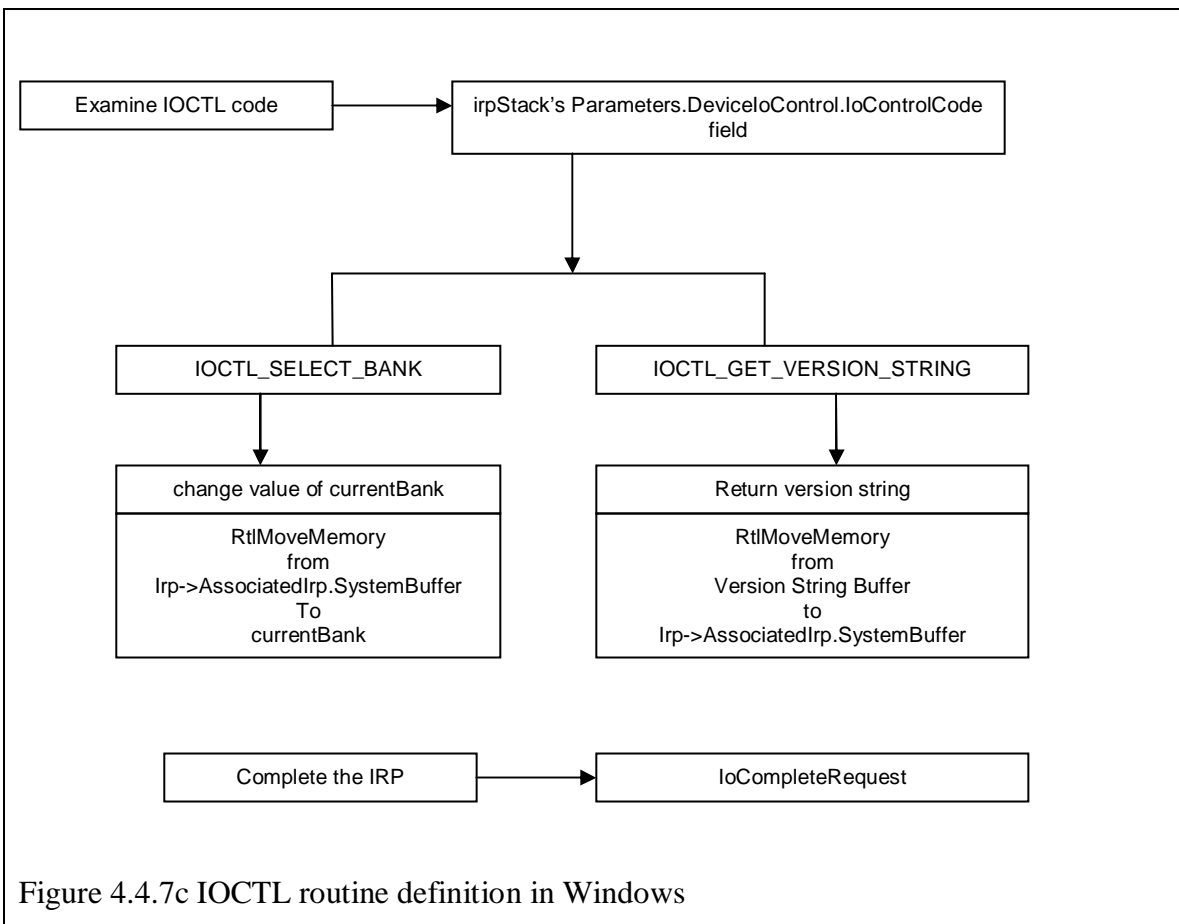 Examine IOCTL code
irpStack's Parameters.DeviceIoControl.IoControlCode
field
IOCTL_SELECT_BANK
IOCTL_GET_VERSION_STRING
change value of currentBank
RtlMoveMemory
from
Irp->AssociatedIrp.SystemBuffer
To
currentBank
Return version string
RtlMoveMemory
from
Version String Buffer
to
Irp->AssociatedIrp.SystemBuffer
Complete the IRP
IoCompleteRequest
Figure 4.4.7c IOCTL routine definition in Windows